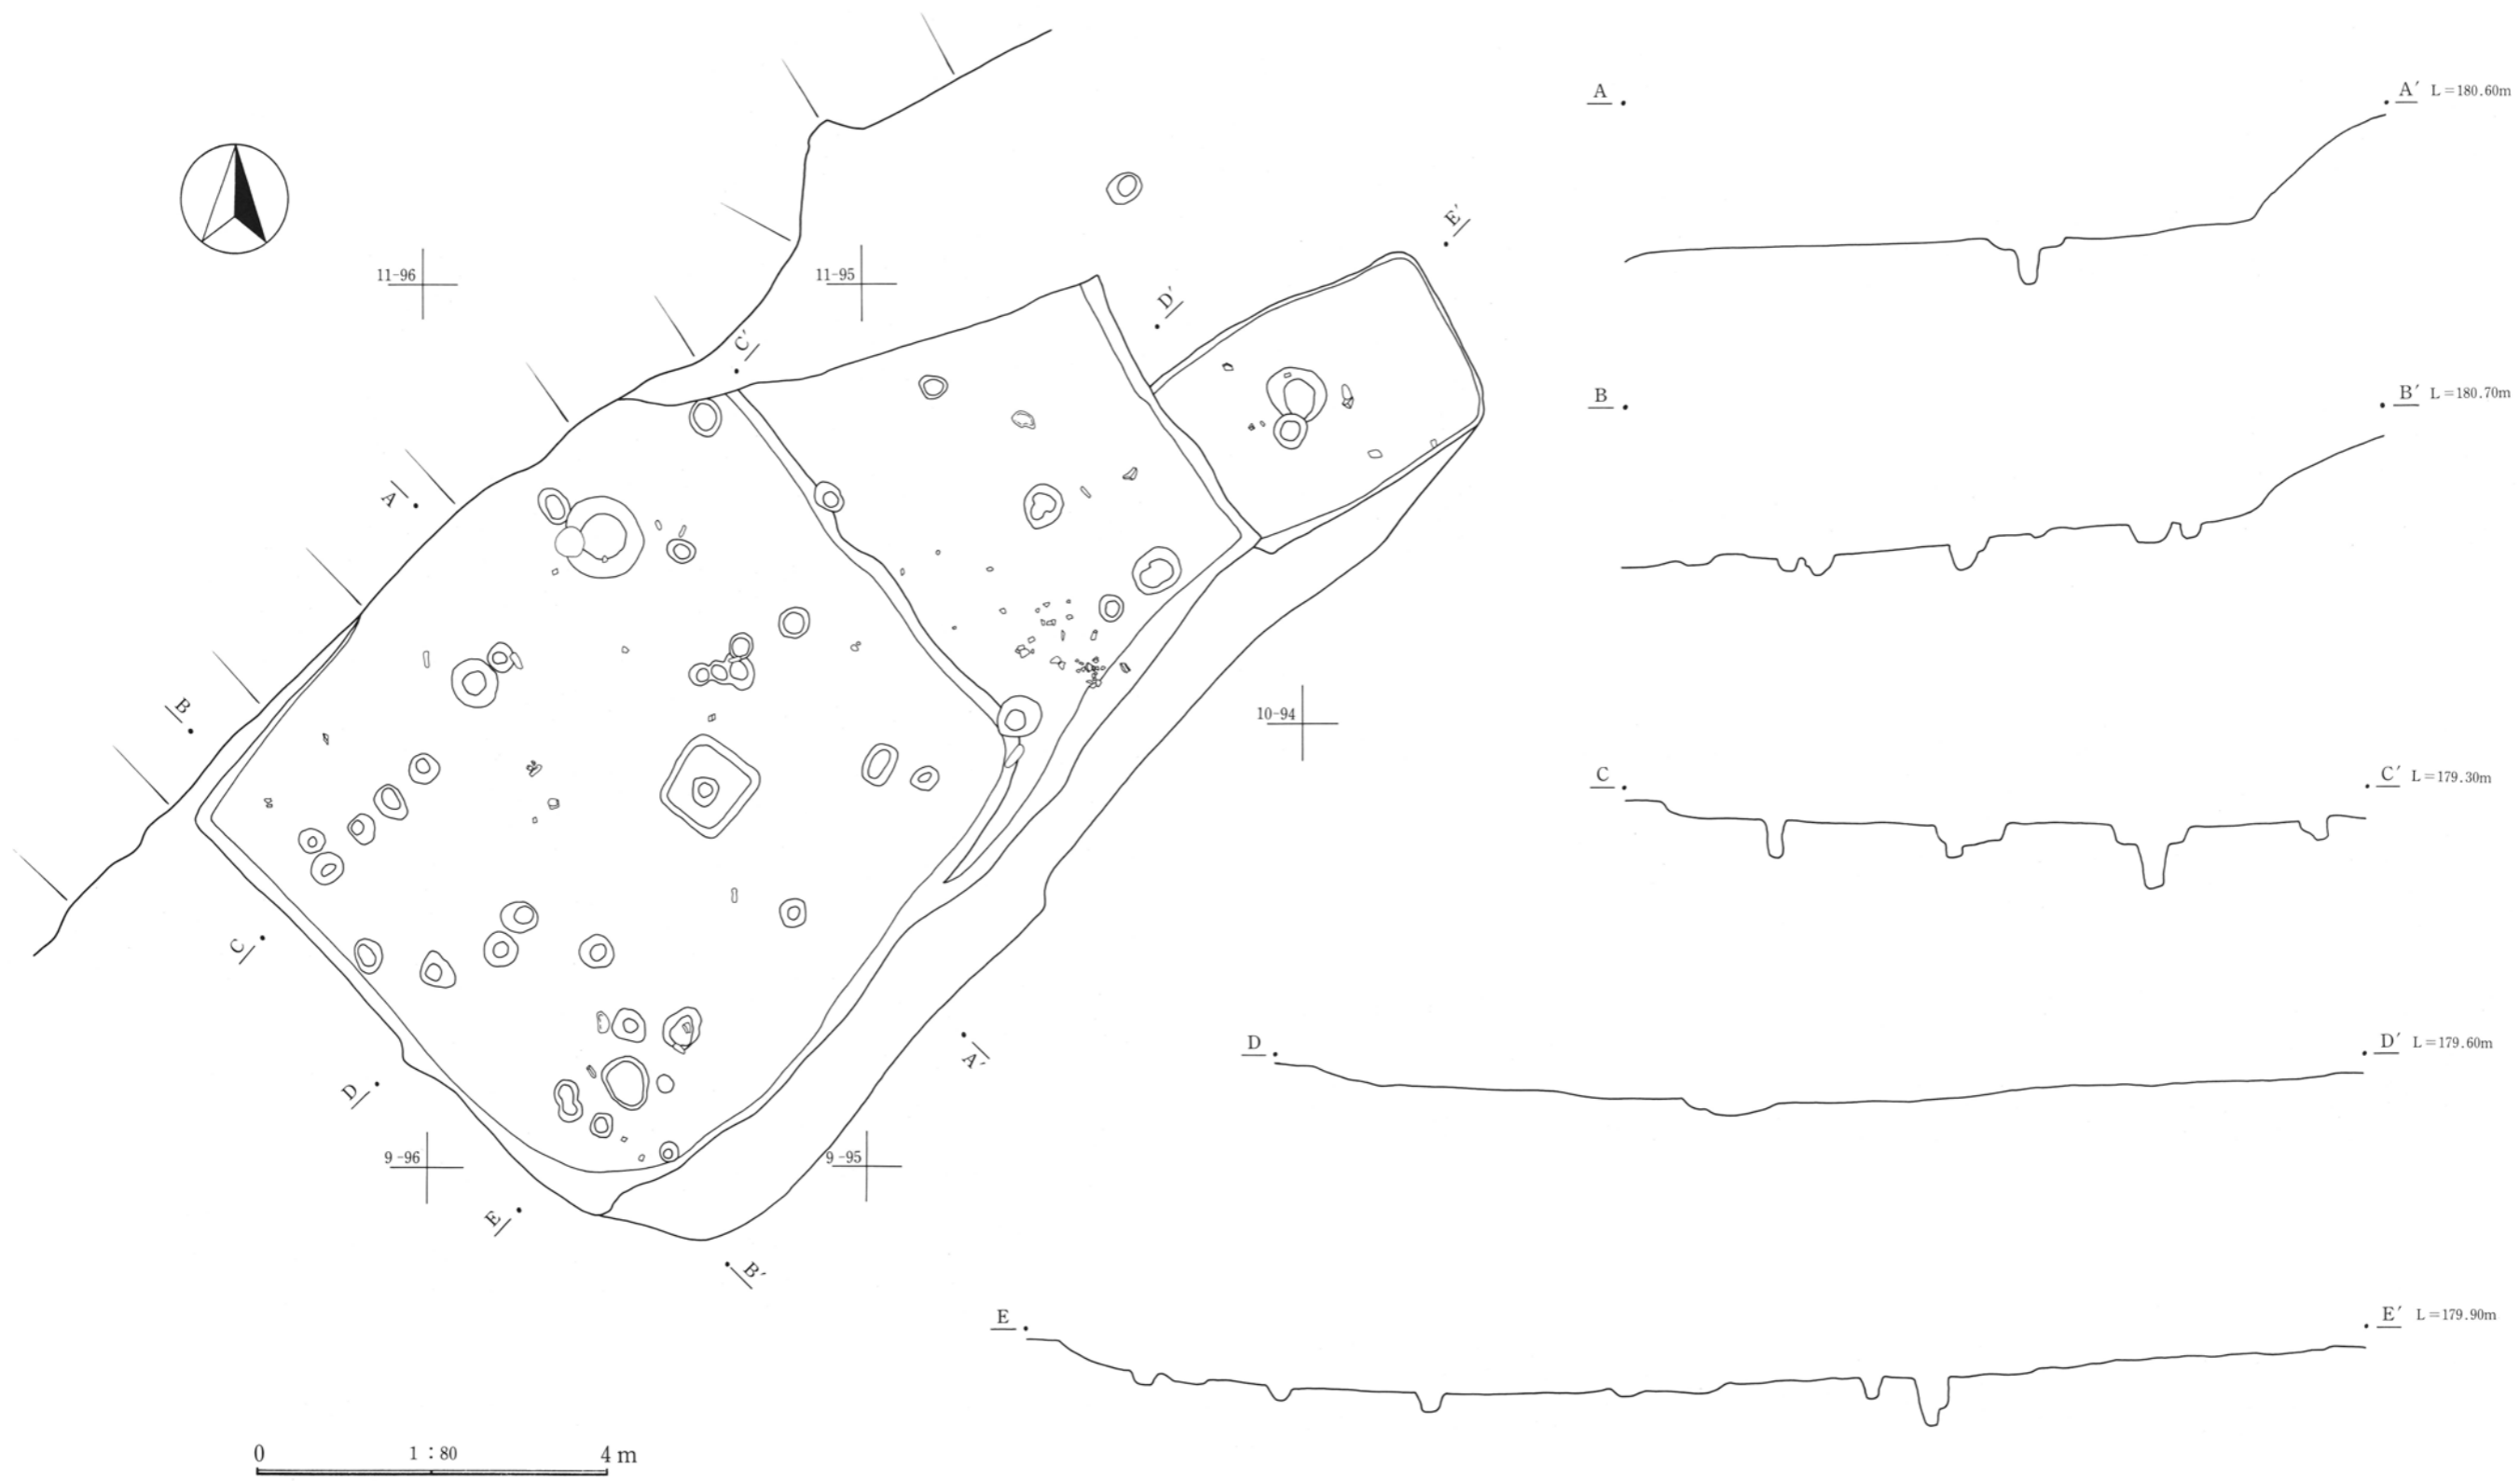 A
A′ L=180.60m
E′
11-96
11-95
D′
C′
B
B′ L=180.70m
A
B
10-94
C
C′ L=179.30m
C
D
D′ L=179.60m
A′
D
9-96
9-95
E
B′
E
E′ L=179.90m
0 1：80 4 m